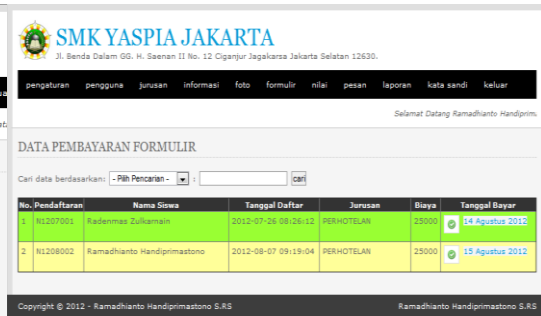 SMK YASPIA JAKARTA
Jl. Benda Dalam GG. H. Saenan II No. 12 Ciganjur Jagakarsa Jakarta Selatan 12630.
pengaturan pengguna jurusan informasi foto formulir nilai pesan laporan kata sandi keluar
Selamat Datang Ramadhianto Handiprim
DATA PEMBAYARAN FORMULIR
Cari data berdasarkan: - Pilih Pencarian - : cari
No. Pendaftaran Nama Siswa Tanggal Daftar Jurusan Biaya Tanggal Bayar
1 N1207001 Radenmas Zulkarnain 2012-07-26 08:26:12 PERHOTELAN 25000 14 Agustus 2012
2 N1208002 Ramadhianto Handiprimastono 2012-08-07 09:19:04 PERHOTELAN 25000 15 Agustus 2012
Copyright © 2012 - Ramadhianto Handiprimastono S.RS Ramadhianto Handiprimastono S.RS